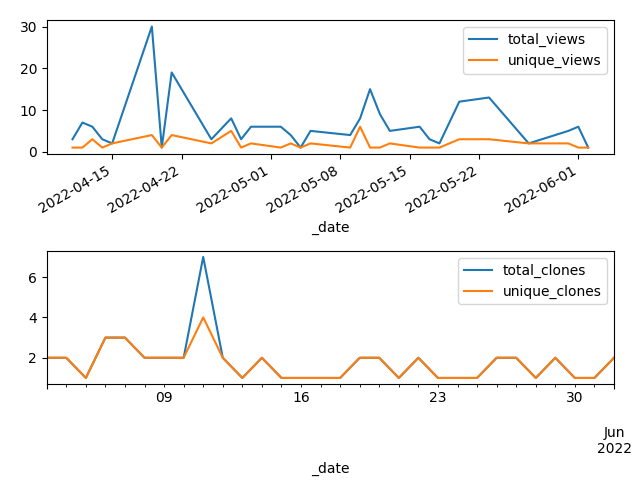 30
20
10
0
total_views
unique_views
2022-04-15
2022-04-22
2022-05-01
2022-05-08
2022-05-15
2022-05-22
2022-06-01
_date
6
4
2
total_clones
unique_clones
09
16
23
30
Jun
2022
_date